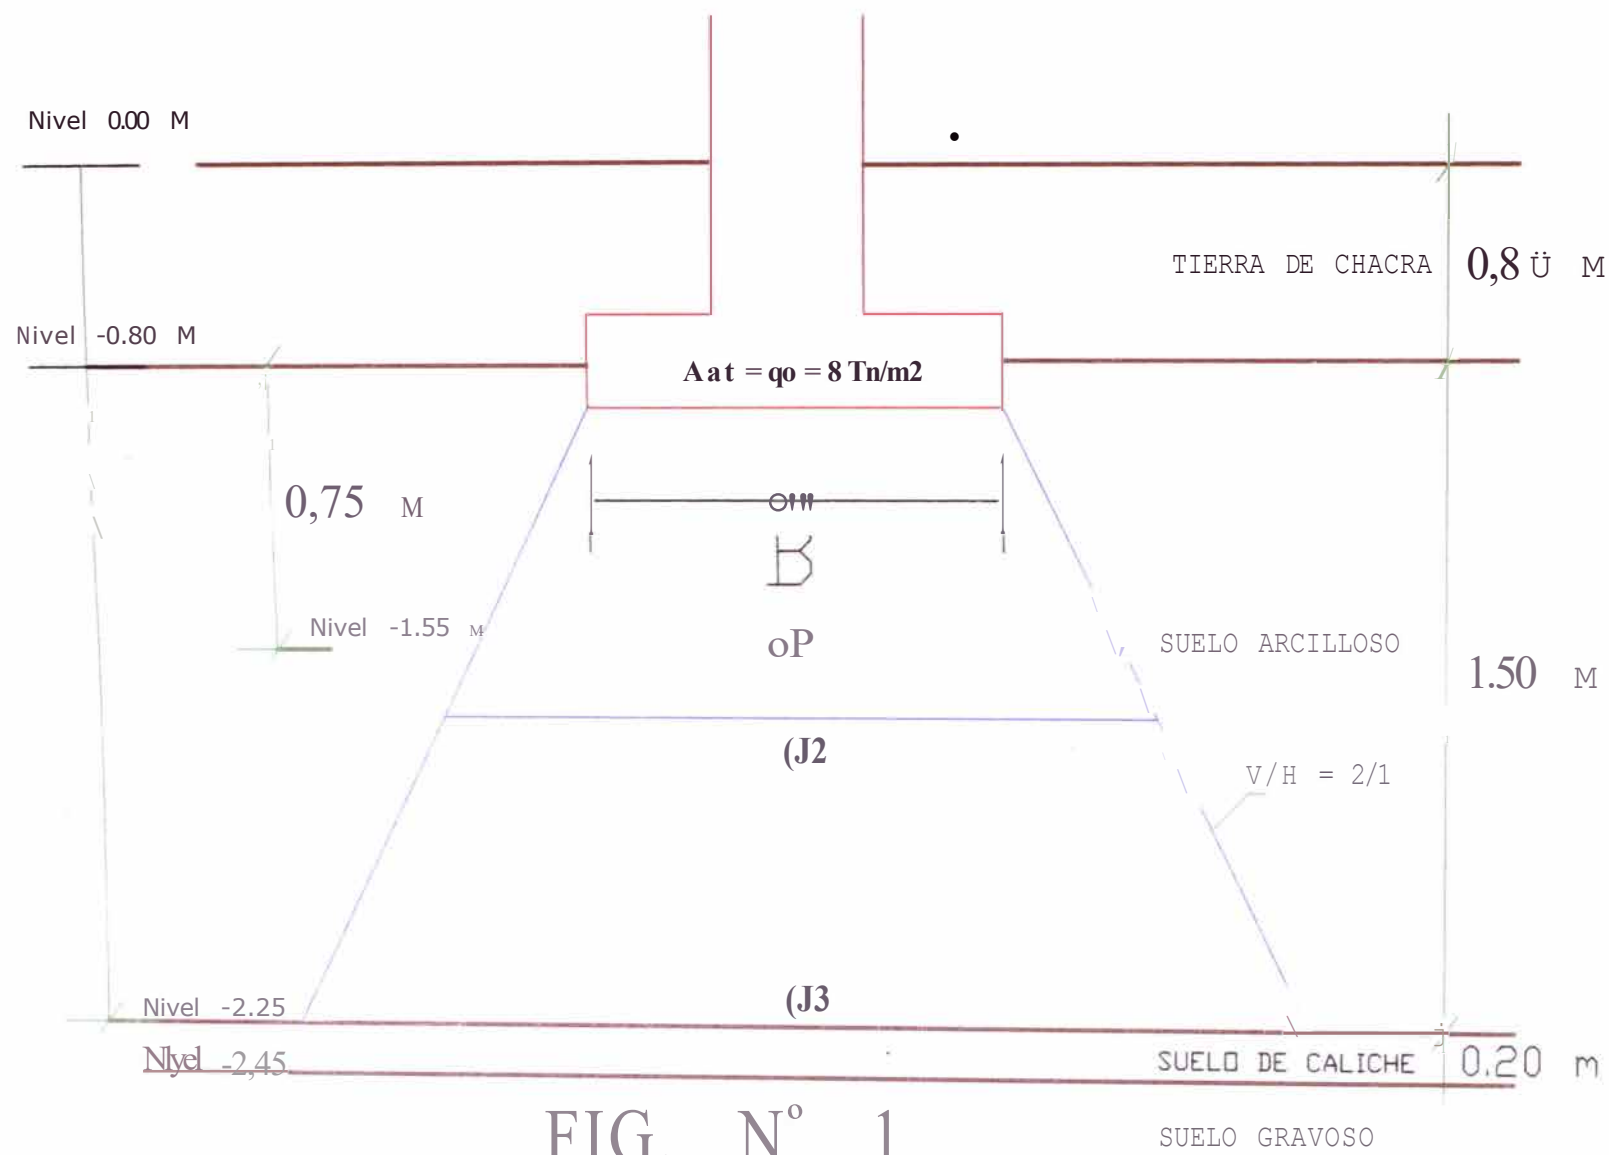 Nivel 0.00 M
TIERRA DE CHACRA 0,8 Ü M
Nivel -0.80 M
Aat = qo = 8 Tn/m2
0,75 M
B
Nivel -1.55 M
oP
SUELO ARCILLOSO
1.50 M
(J2
V/H = 2/1
(J3
Nivel -2.25
-2,45
SUELO DE CALICHE 0.20 m
FIG. Nº 1
SUELO GRAVOSO